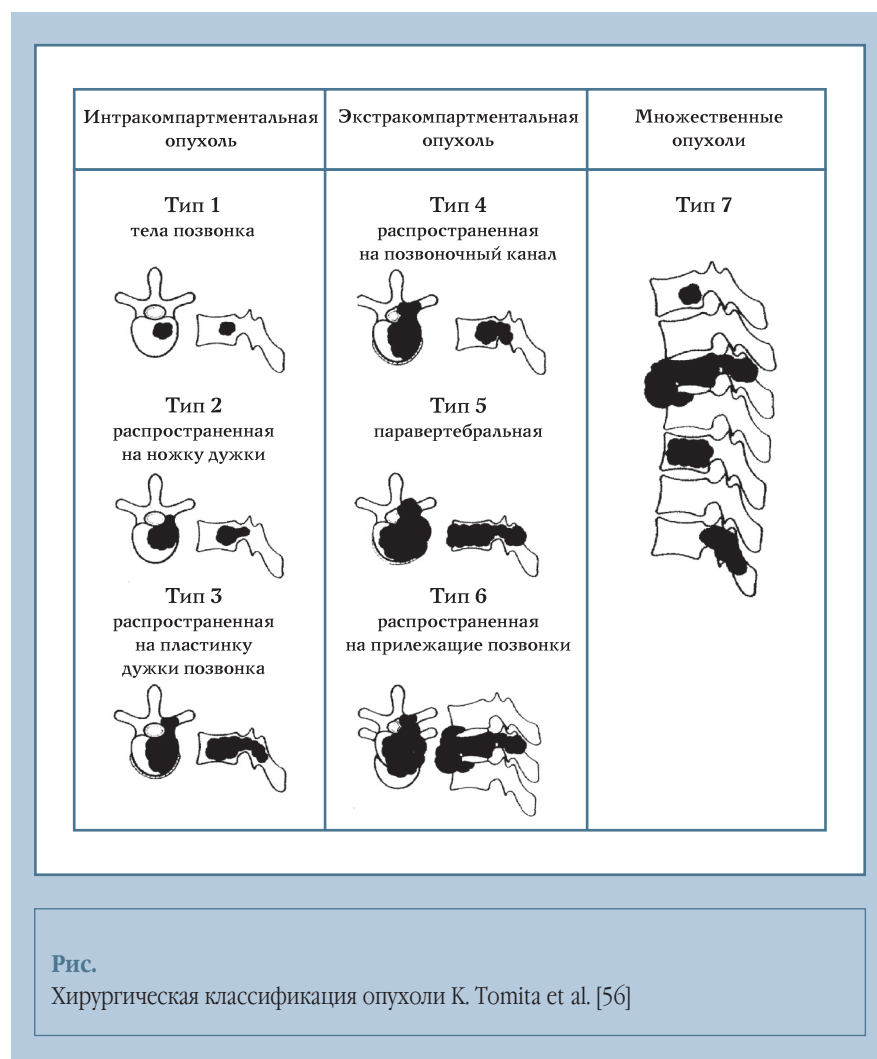 Интракомпартментальная
опухоль
Экстракомпартментальная
опухоль
Множественные
опухоли
Тип 1
тела позвонка
Тип 2
распространенная
на ножку дужки
Тип 3
распространенная
на пластинку
дужки позвонка
Тип 4
распространенная
на позвоночный канал
Тип 5
паравертебральная
Тип 6
распространенная
на прилежащие позвонки
Тип 7
Рис.
Хирургическая классификация опухоли K. Tomita et al. [56]